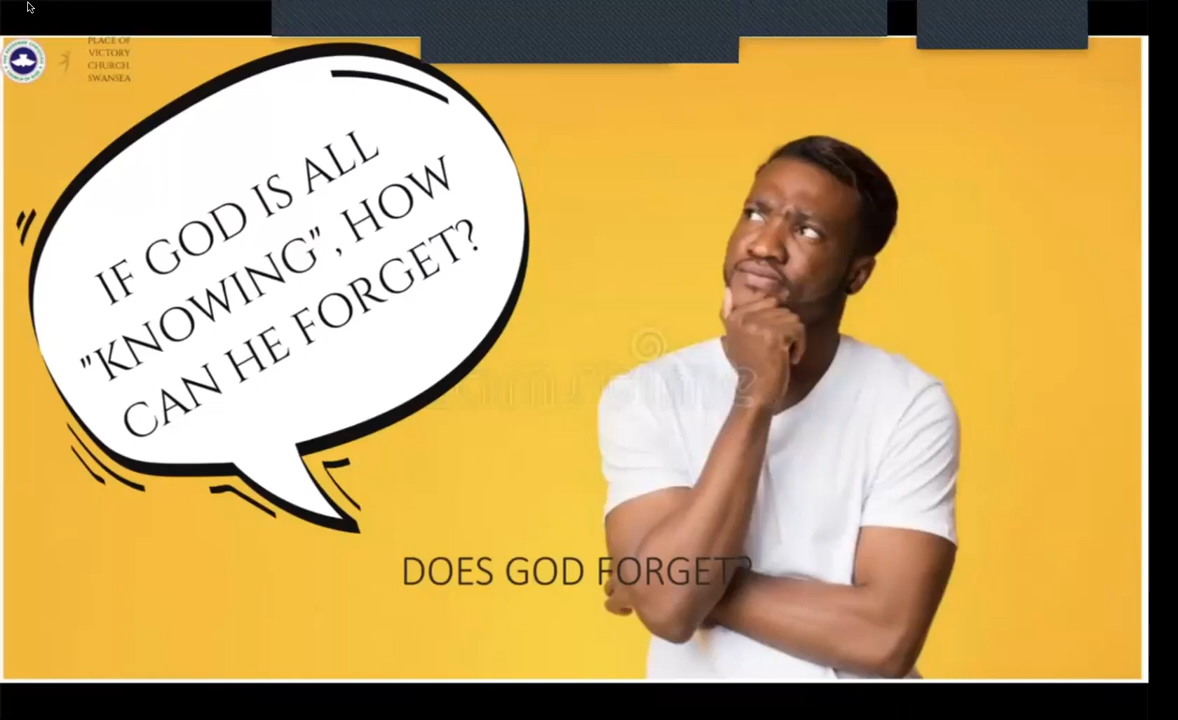 PLACE OF
VICTORY
CHURCH,
SWANSEA
IF GOD IS ALL
"KNOWING", HOW
CAN HE FORGET?
DOES GOD FORGET?